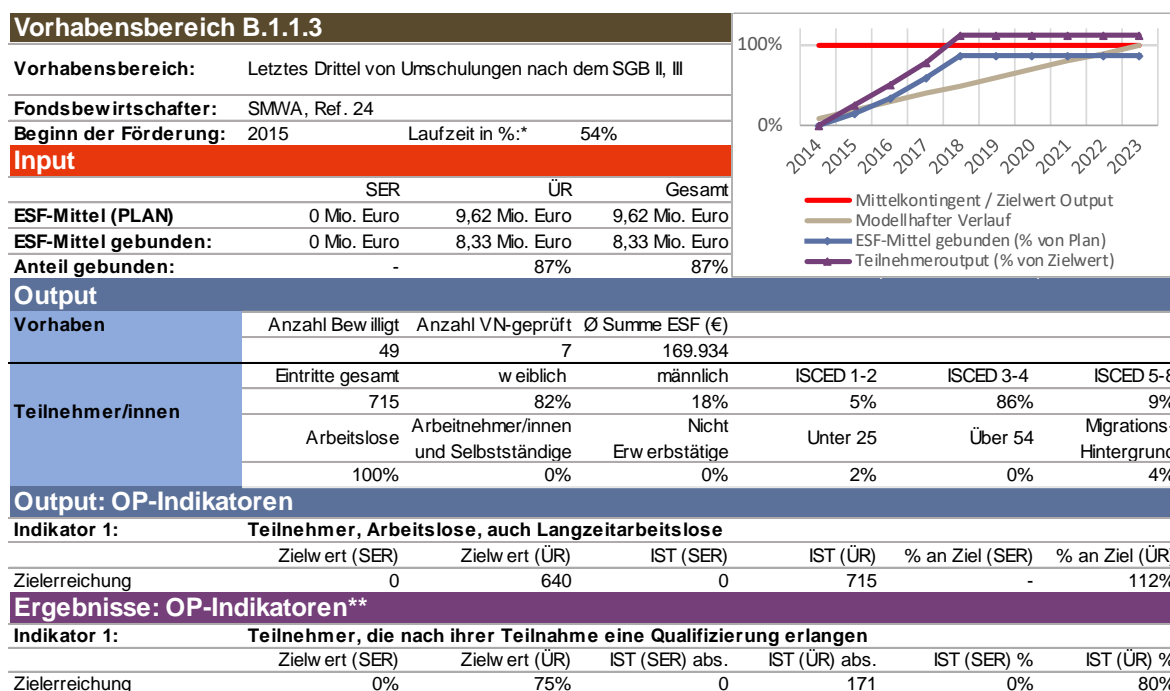 Vorhabensbereich B.1.1.3
Vorhabensbereich: Letztes Drittel von Umschulungen nach dem SGB II, III
Fondsbewirtschafter: SMWA, Ref. 24
Beginn der Förderung: 2015 Laufzeit in %:* 54%
100%
0%
2014 2015 2016 2017 2018 2019 2020 2021 2022 2023
Mittelkontingent / Zielwert Output
Modellhafter Verlauf
ESF-Mittel gebunden (% von Plan)
Teilnehmeroutput (% von Zielwert)
Input
SER ÜR Gesamt
ESF-Mittel (PLAN) 0 Mio. Euro 9,62 Mio. Euro 9,62 Mio. Euro
ESF-Mittel gebunden: 0 Mio. Euro 8,33 Mio. Euro 8,33 Mio. Euro
Anteil gebunden: - 87% 87%
Output
Vorhaben Anzahl Bewilligt Anzahl VN-geprüft Ø Summe ESF (€)
49 7 169.934
Eintritte gesamt weiblich männlich ISCED 1-2 ISCED 3-4 ISCED 5-8
Teilnehmer/innen 715 82% 18% 5% 86% 9%
Arbeitslose Arbeitnehmer/innen und Selbstständige Nicht Erwerbstätige Unter 25 Über 54 Migrations-Hintergrund
100% 0% 0% 2% 0% 4%
Output: OP-Indikatoren
Indikator 1: Teilnehmer, Arbeitslose, auch Langzeitarbeitslose
Zielwert (SER) Zielwert (ÜR) IST (SER) IST (ÜR) % an Ziel (SER) % an Ziel (ÜR)
Zielerreichung 0 640 0 715 - 112%
Ergebnisse: OP-Indikatoren**
Indikator 1: Teilnehmer, die nach ihrer Teilnahme eine Qualifizierung erlangen
Zielwert (SER) Zielwert (ÜR) IST (SER) abs. IST (ÜR) abs. IST (SER) % IST (ÜR) %
Zielerreichung 0% 75% 0 171 0% 80%